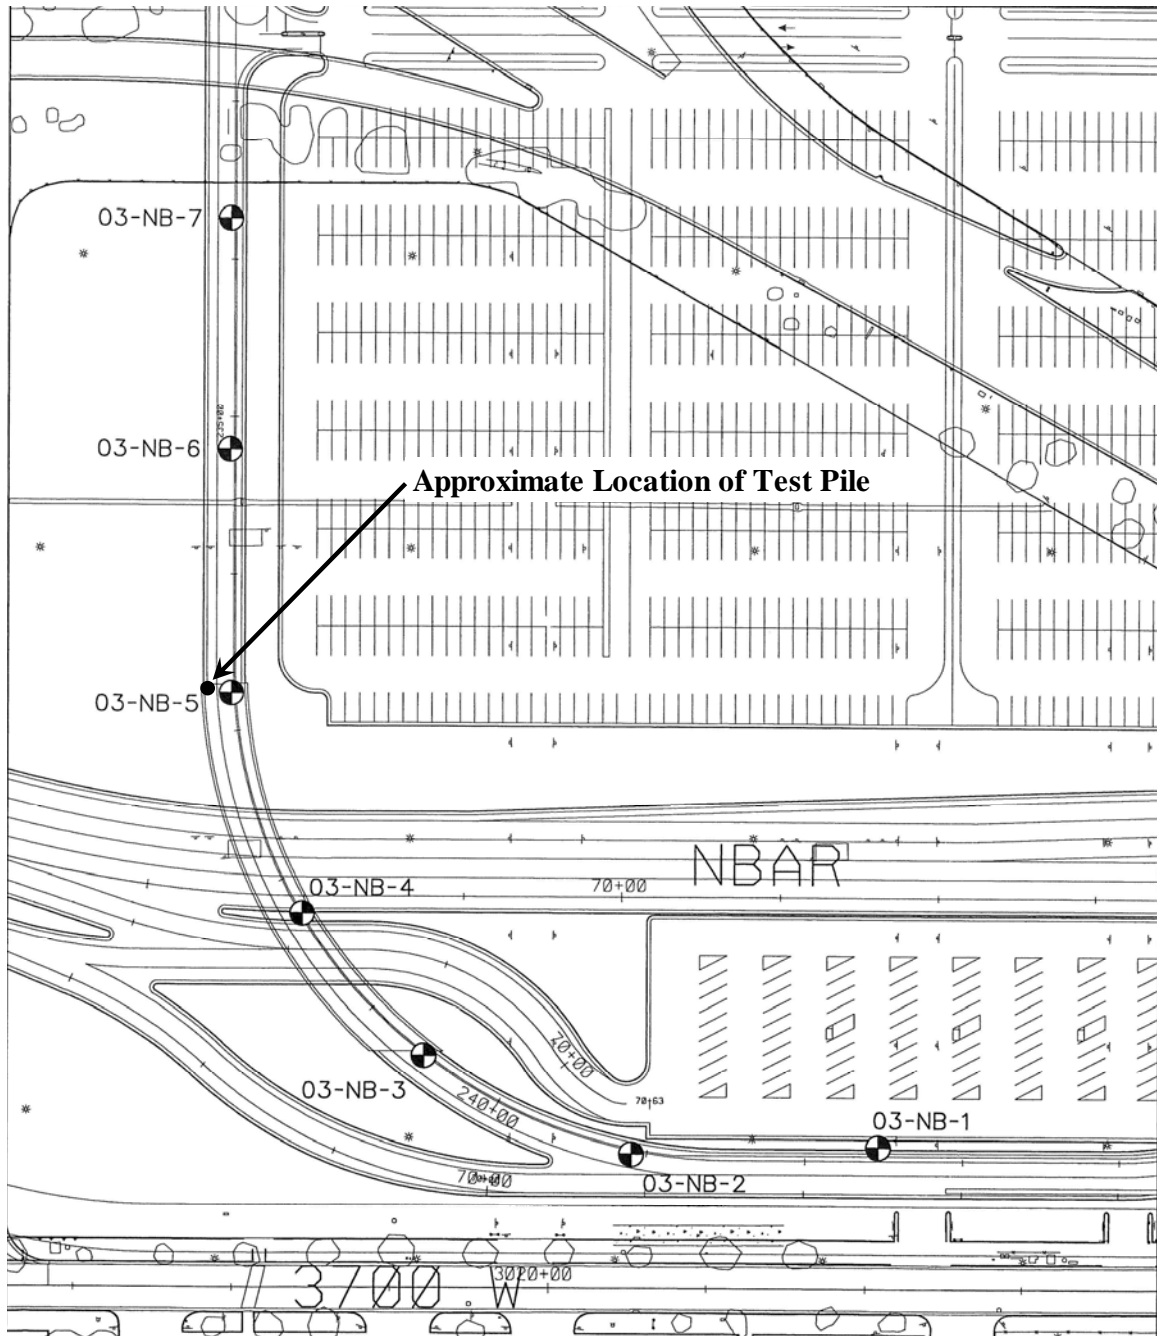 03-NB-7
03-NB-6
Approximate Location of Test Pile
03-NB-5
NBAR
03-NB-4
70+00
70+00
03-NB-3
240+00
70+63
03-NB-1
70+00
03-NB-2
3020+00
3700 W